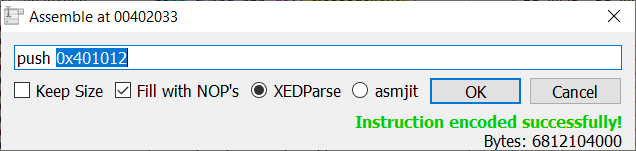 Assemble at 00402033
push 0x401012
Keep Size Fill with NOP's XEDParse asmjit OK Cancel
Instruction encoded successfully!
Bytes: 6812104000